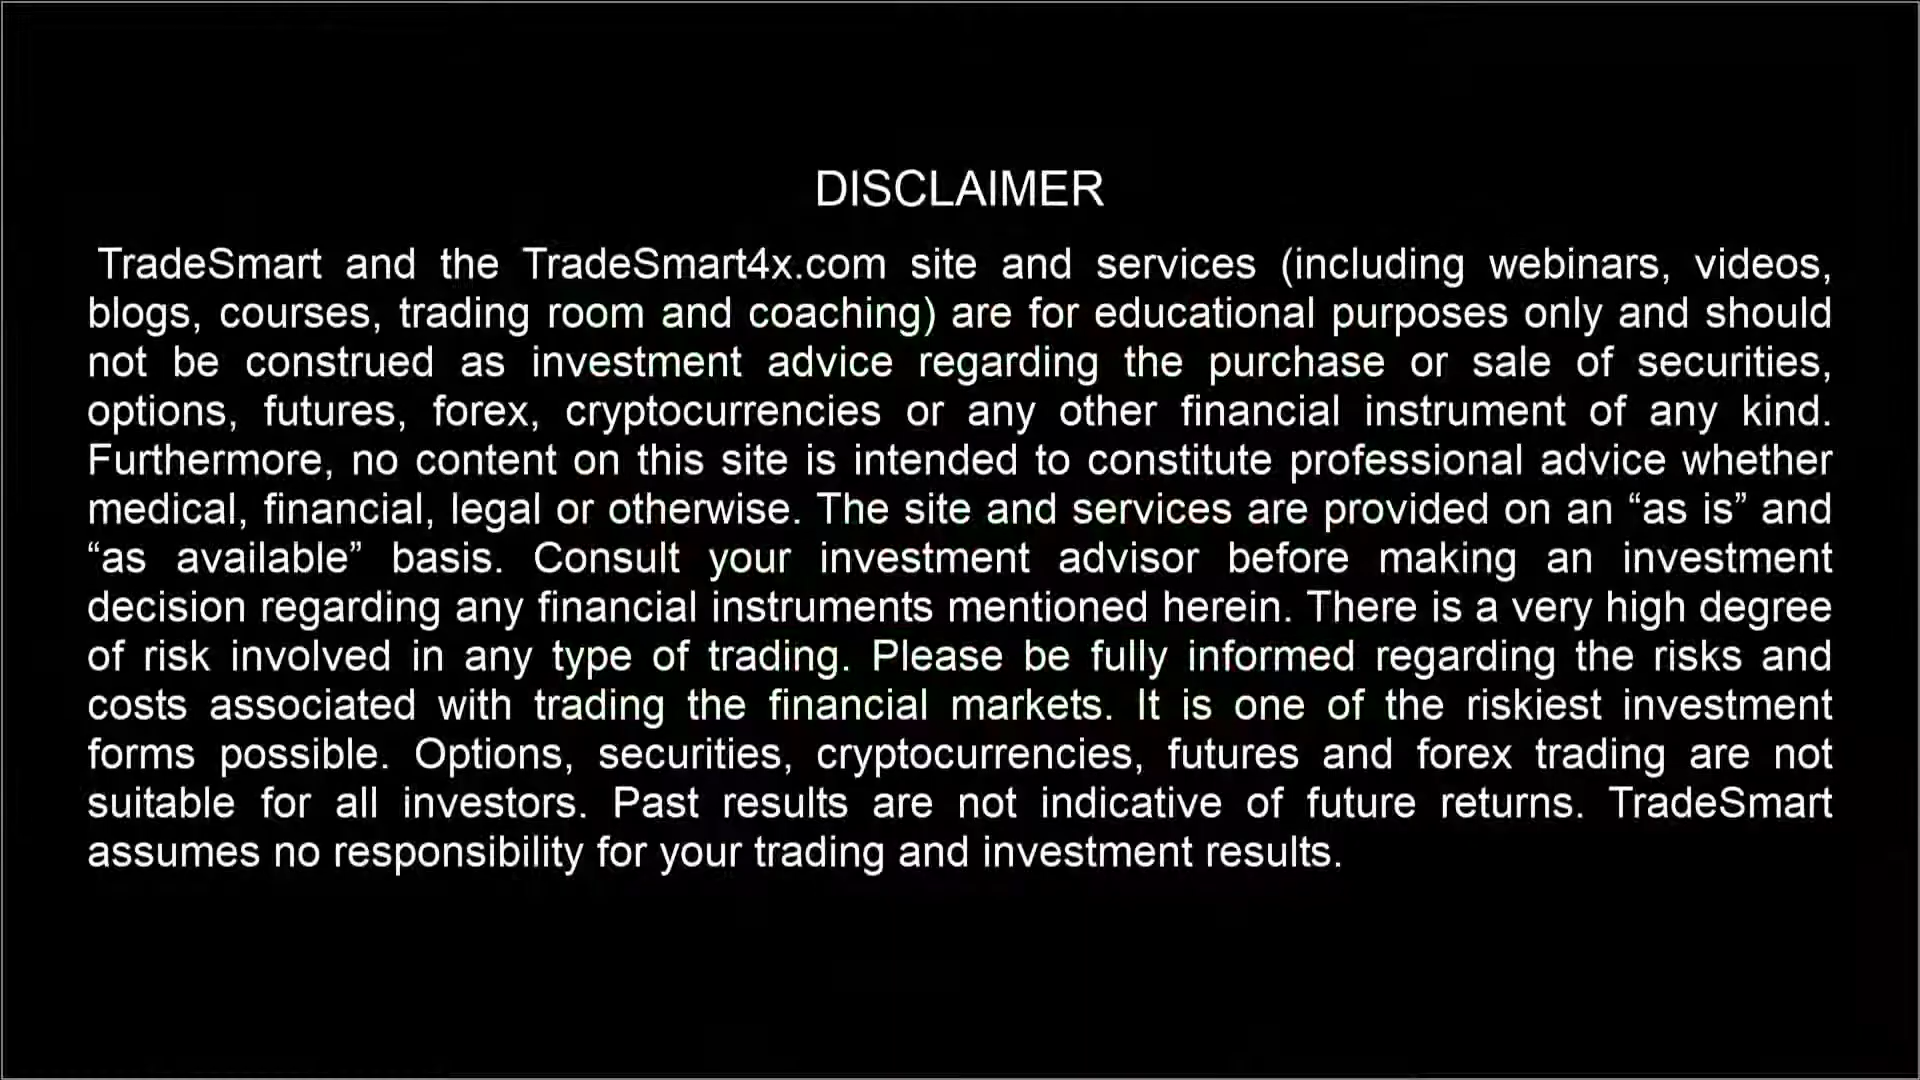 DISCLAIMER
TradeSmart and the TradeSmart4x.com site and services (including webinars, videos,
blogs, courses, trading room and coaching) are for educational purposes only and should
not be construed as investment advice regarding the purchase or sale of securities,
options, futures, forex, cryptocurrencies or any other financial instrument of any kind.
Furthermore, no content on this site is intended to constitute professional advice whether
medical, financial, legal or otherwise. The site and services are provided on an “as is” and
“as available” basis. Consult your investment advisor before making an investment
decision regarding any financial instruments mentioned herein. There is a very high degree
of risk involved in any type of trading. Please be fully informed regarding the risks and
costs associated with trading the financial markets. It is one of the riskiest investment
forms possible. Options, securities, cryptocurrencies, futures and forex trading are not
suitable for all investors. Past results are not indicative of future returns. TradeSmart
assumes no responsibility for your trading and investment results.